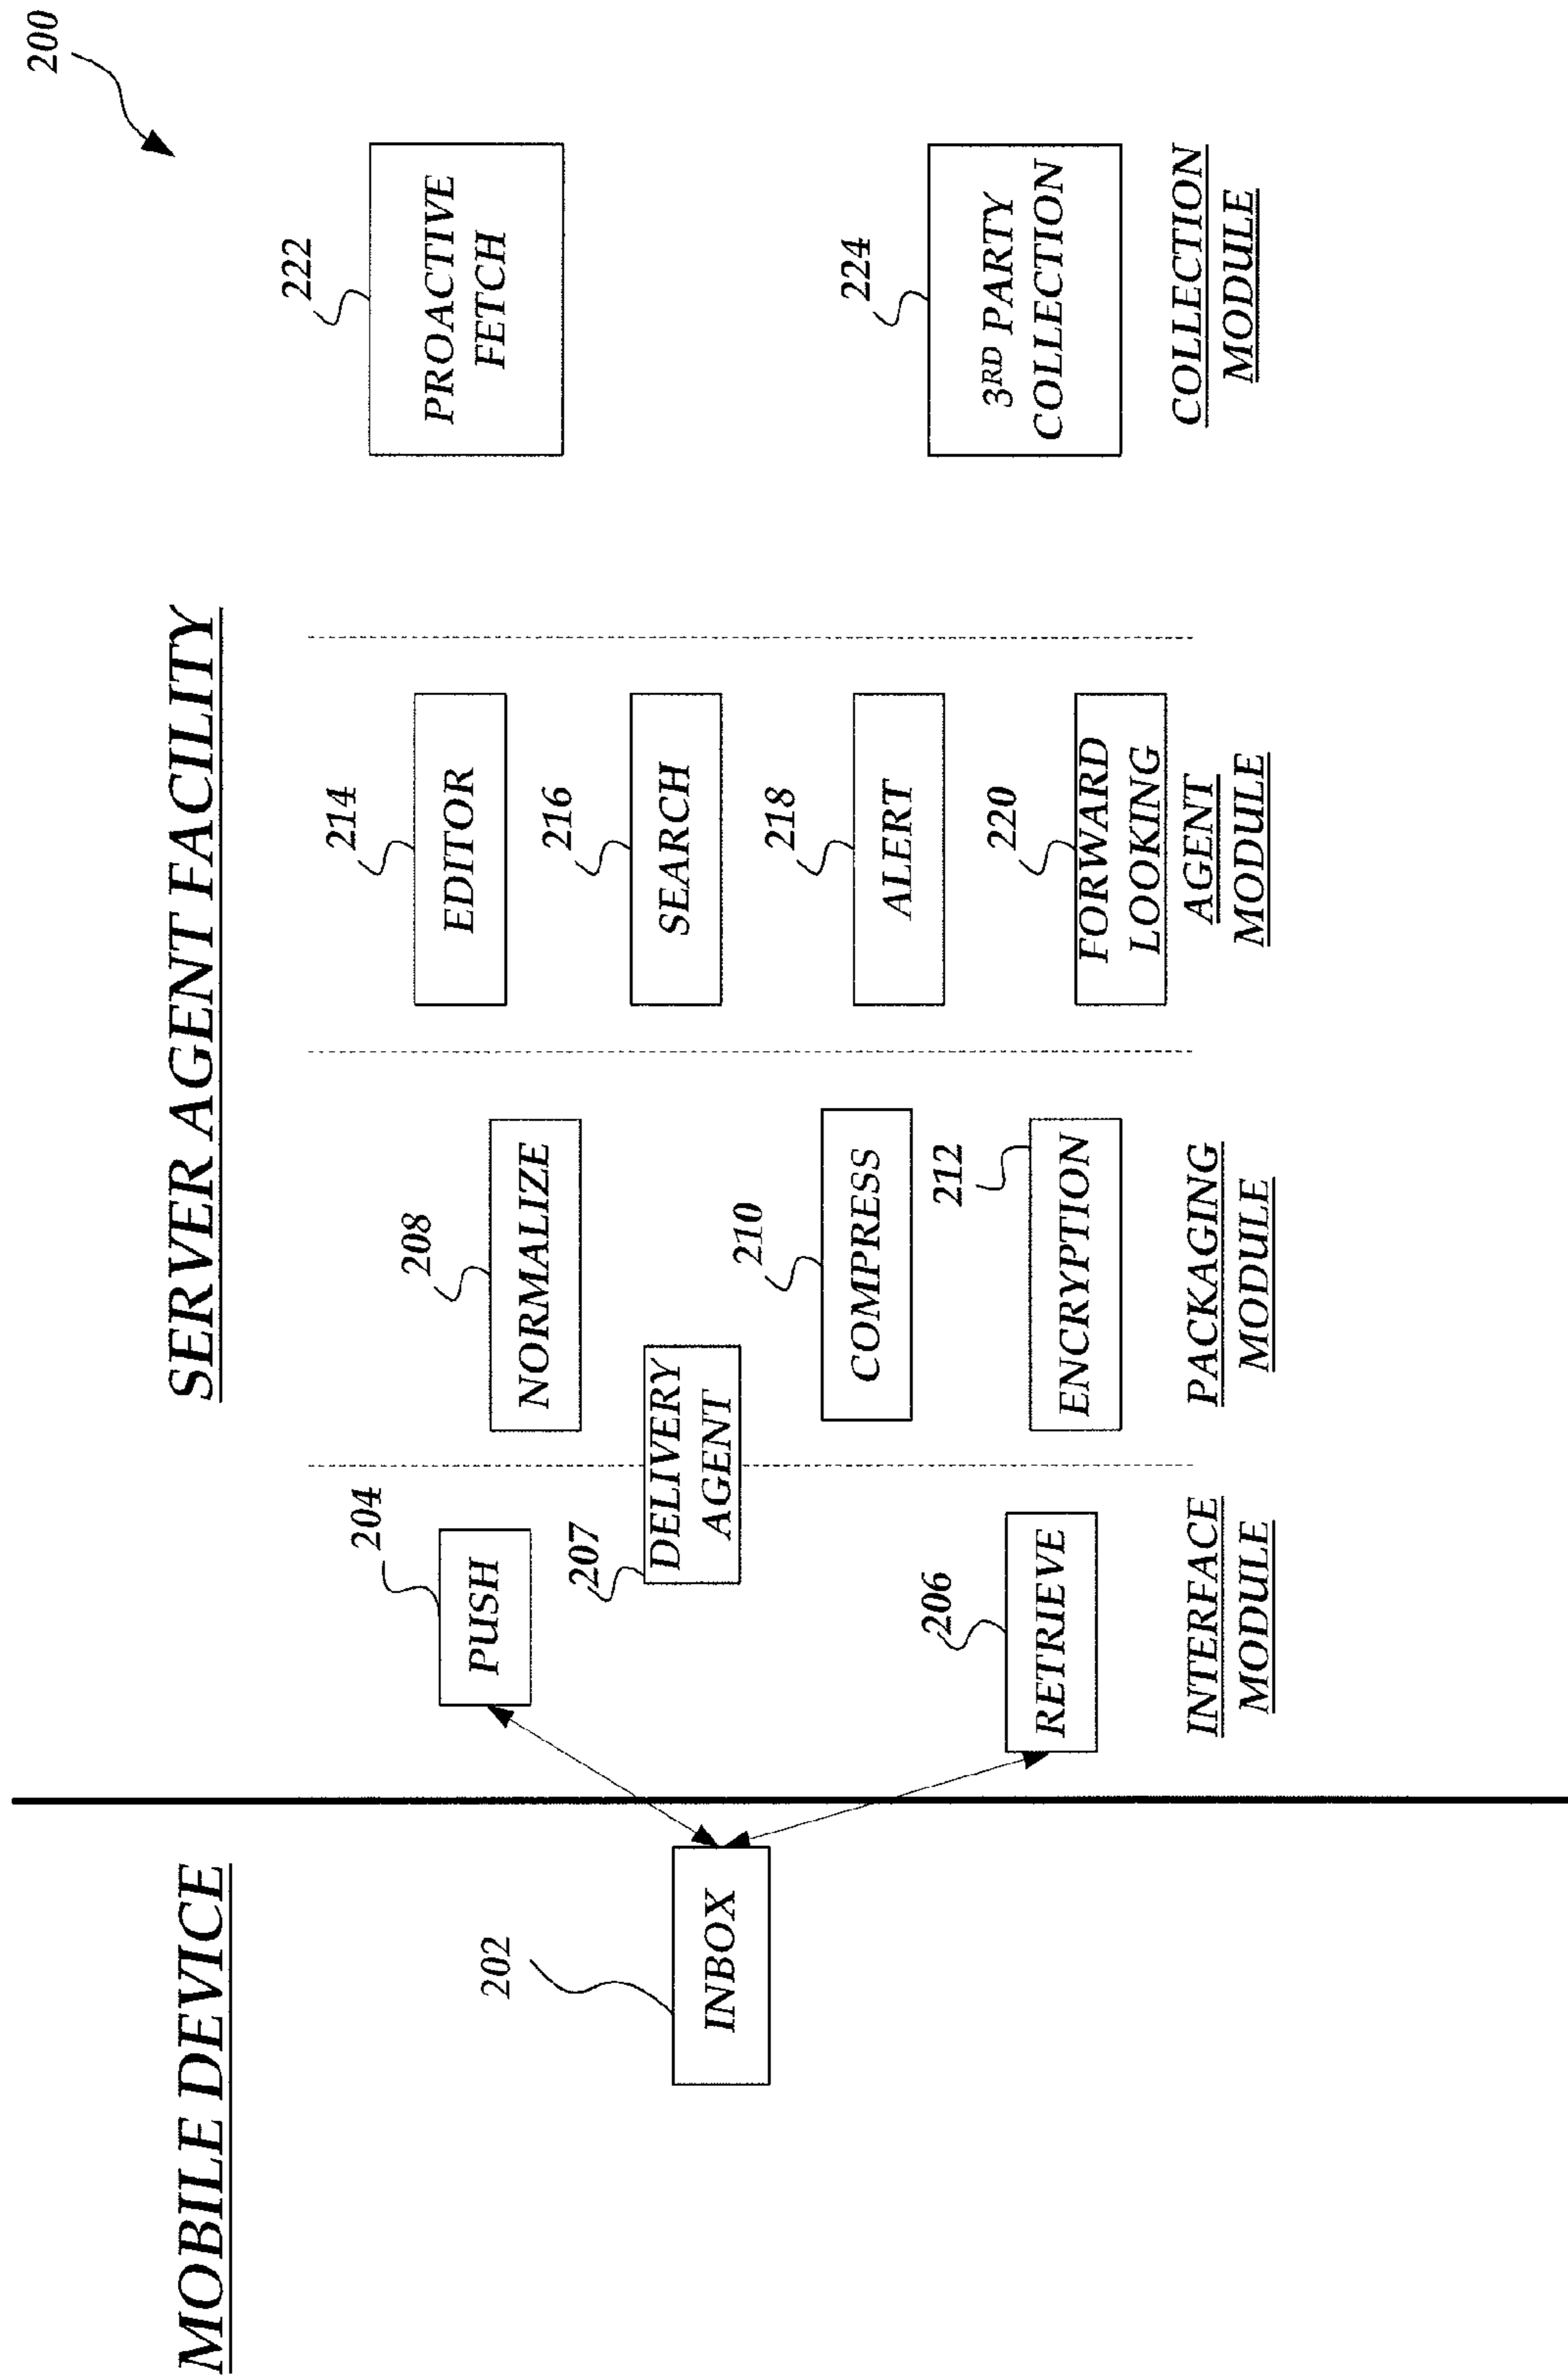 200
MOBILE DEVICE
SERVER AGENT FACILITY
202
INBOX
204
PUSH
207
DELIVERY
AGENT
206
RETRIEVE
INTERFACE
MODULE
208
NORMALIZE
210
COMPRESS
212
ENCRYPTION
PACKAGING
MODULE
214
EDITOR
216
SEARCH
218
ALERT
220
FORWARD
LOOKING
AGENT
MODULE
222
PROACTIVE
FETCH
224
3RD PARTY
COLLECTION
COLLECTION
MODULE